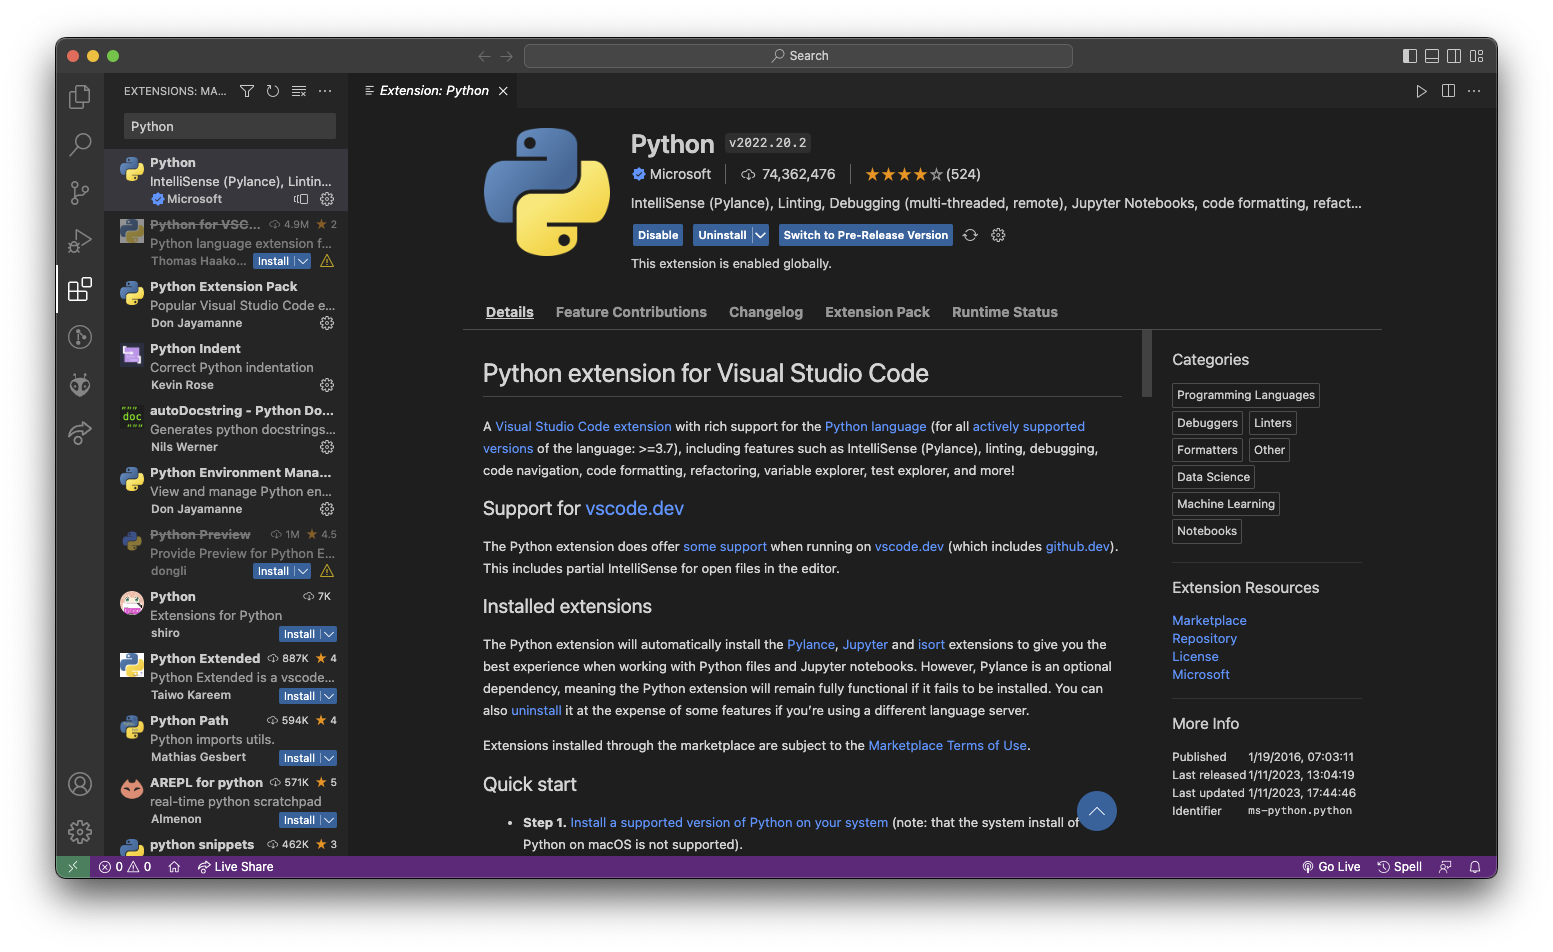 Search
EXTENSIONS: MA...
Python
Python
IntelliSense (Pylance), Lintin...
Microsoft
Python for VSC... 4.9M 2
Python language extension f...
Thomas Haako... Install
Python Extension Pack
Popular Visual Studio Code e...
Don Jayamanne
Python Indent
Correct Python indentation
Kevin Rose
doc
autoDocstring - Python Do...
Generates python docstrings...
Nils Werner
Python Environment Mana...
View and manage Python en...
Don Jayamanne
Python Preview 1M 4.5
Provide Preview for Python E...
dongli Install
Python 7K
Extensions for Python
shiro Install
Python Extended 887K 4
Python Extended is a vscode...
Taiwo Kareem Install
Python Path 594K 4
Python imports utils.
Mathias Gesbert Install
AREPL for python 571K 5
real-time python scratchpad
Almenon Install
python snippets 462K 3
Extension: Python
Python v2022.20.2
Microsoft 74,362,476 (524)
IntelliSense (Pylance), Linting, Debugging (multi-threaded, remote), Jupyter Notebooks, code formatting, refact...
Disable Uninstall Switch to Pre-Release Version
This extension is enabled globally.
Details Feature Contributions Changelog Extension Pack Runtime Status
Python extension for Visual Studio Code
A Visual Studio Code extension with rich support for the Python language (for all actively supported
versions of the language: >=3.7), including features such as IntelliSense (Pylance), linting, debugging,
code navigation, code formatting, refactoring, variable explorer, test explorer, and more!
Support for vscode.dev
The Python extension does offer some support when running on vscode.dev (which includes github.dev).
This includes partial IntelliSense for open files in the editor.
Installed extensions
The Python extension will automatically install the Pylance, Jupyter and isort extensions to give you the
best experience when working with Python files and Jupyter notebooks. However, Pylance is an optional
dependency, meaning the Python extension will remain fully functional if it fails to be installed. You can
also uninstall it at the expense of some features if you’re using a different language server.
Extensions installed through the marketplace are subject to the Marketplace Terms of Use.
Quick start
• Step 1. Install a supported version of Python on your system (note: that the system install of
Python on macOS is not supported).
Categories
Programming Languages
Debuggers Linters
Formatters Other
Data Science
Machine Learning
Notebooks
Extension Resources
Marketplace
Repository
License
Microsoft
More Info
Published 1/19/2016, 07:03:11
Last released 1/11/2023, 13:04:19
Last updated 1/11/2023, 17:44:46
Identifier ms-python.python
0 0 Live Share Go Live Spell